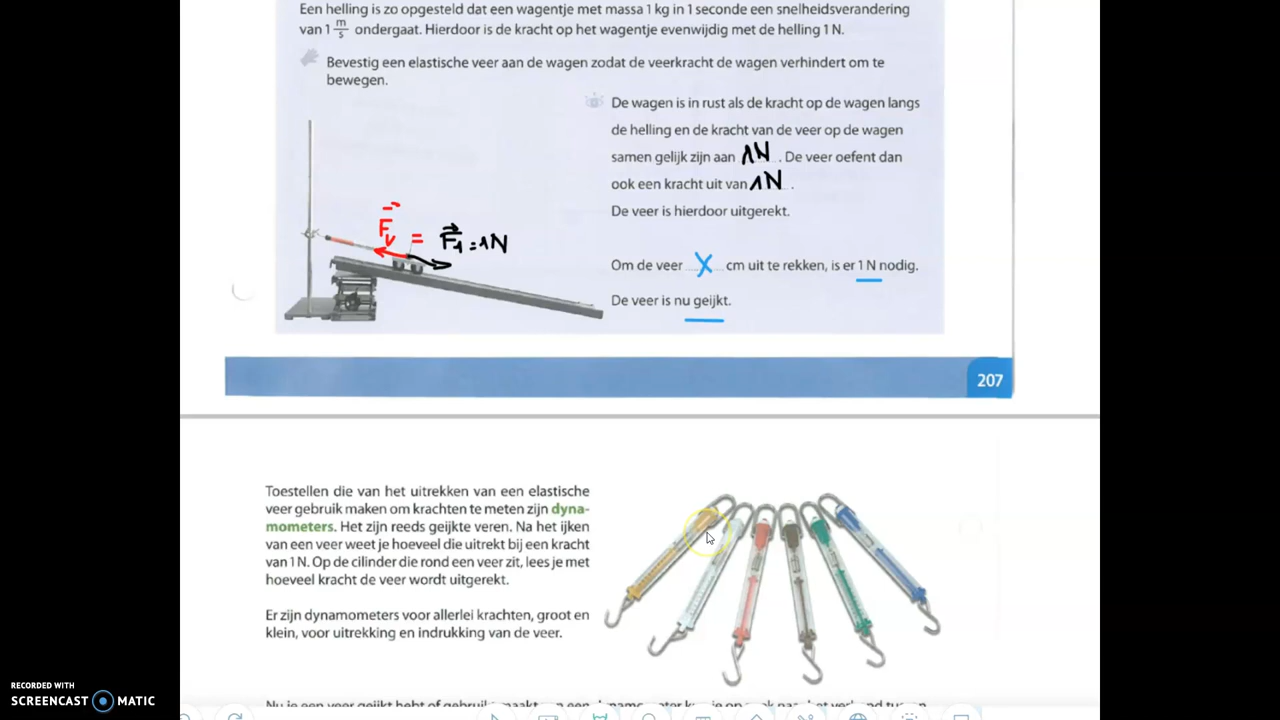 Een helling is zo opgesteld dat een wagentje met massa 1 kg in 1 seconde een snelheidsverandering
van 1 m/s ondergaat. Hierdoor is de kracht op het wagentje evenwijdig met de helling 1 N.
Bevestig een elastische veer aan de wagen zodat de veerkracht de wagen verhindert om te
bewegen.
De wagen is in rust als de kracht op de wagen langs
de helling en de kracht van de veer op de wagen
samen gelijk zijn aan 1N. De veer oefent dan
ook een kracht uit van 1N.
De veer is hierdoor uitgerekt.
Fv = F1 = 1N
Om de veer X cm uit te rekken, is er 1 N nodig.
De veer is nu geijkt.
207
Toestellen die van het uitrekken van een elastische
veer gebruik maken om krachten te meten zijn dyna-
mometers. Het zijn reeds geijkte veren. Na het ijken
van een veer weet je hoeveel die uitrekt bij een kracht
van 1 N. Op de cilinder die rond een veer zit, lees je met
hoeveel kracht de veer wordt uitgerekt.
Er zijn dynamometers voor allerlei krachten, groot en
klein, voor uitrekking en indrukking van de veer.
RECORDED WITH
SCREENCAST MATIC